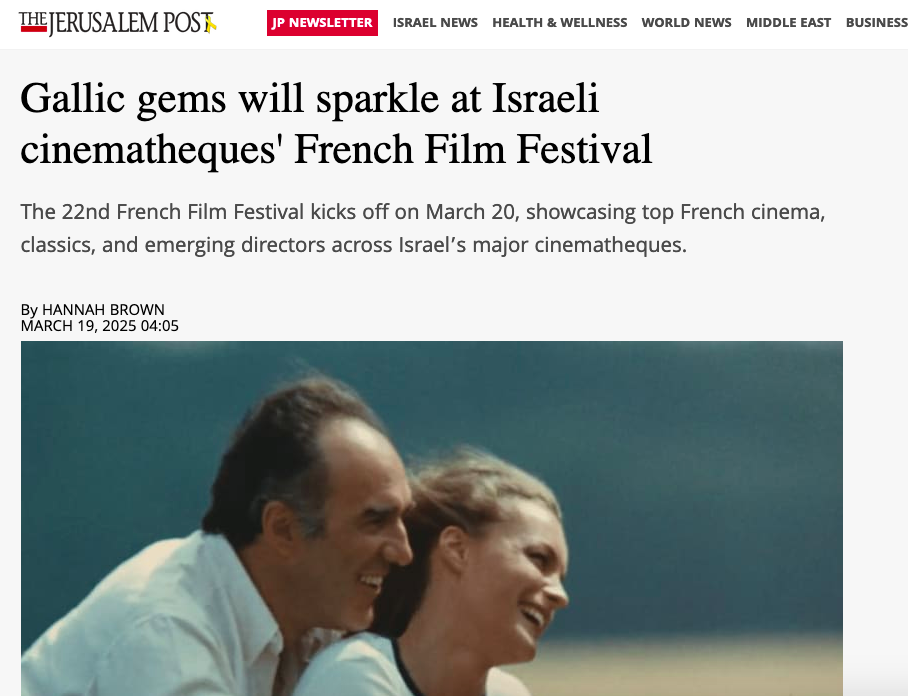 THE JERUSALEM POST
JP NEWSLETTER ISRAEL NEWS HEALTH & WELLNESS WORLD NEWS MIDDLE EAST BUSINESS
Gallic gems will sparkle at Israeli
cinematheques' French Film Festival
The 22nd French Film Festival kicks off on March 20, showcasing top French cinema,
classics, and emerging directors across Israel’s major cinematheques.
By HANNAH BROWN
MARCH 19, 2025 04:05